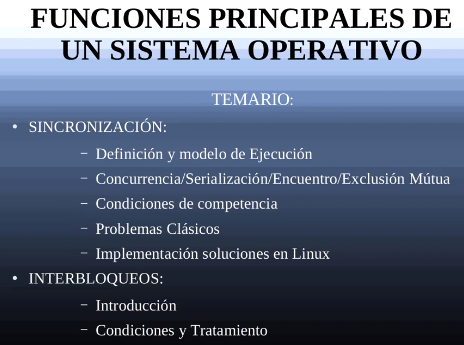 FUNCIONES PRINCIPALES DE
UN SISTEMA OPERATIVO
TEMARIO:
• SINCRONIZACIÓN:
– Definición y modelo de Ejecución
– Concurrencia/Serialización/Encuentro/Exclusión Mútua
– Condiciones de competencia
– Problemas Clásicos
– Implementación soluciones en Linux
• INTERBLOQUEOS:
– Introducción
– Condiciones y Tratamiento